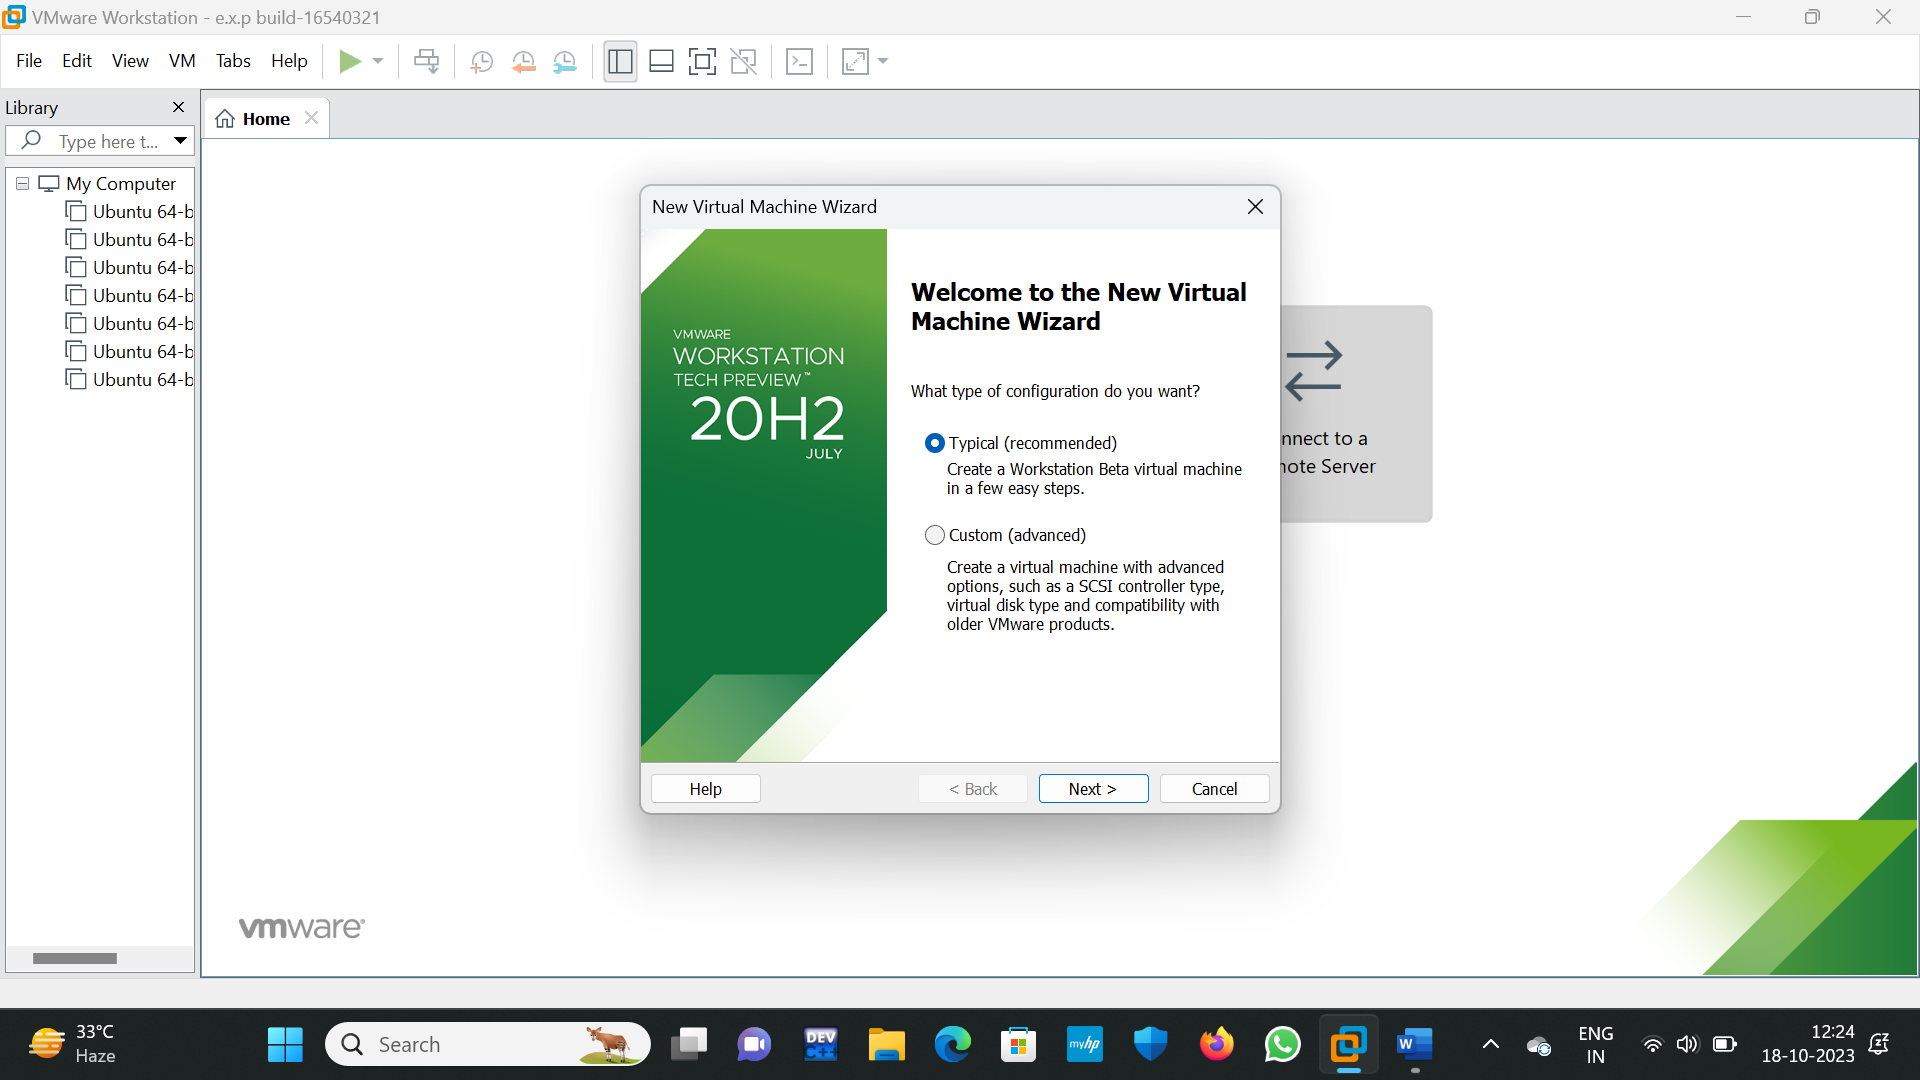 VMware Workstation - e.x.p build-16540321
File Edit View VM Tabs Help
Library
Home
Type here t...
My Computer
Ubuntu 64-b
Ubuntu 64-b
Ubuntu 64-b
Ubuntu 64-b
Ubuntu 64-b
Ubuntu 64-b
Ubuntu 64-b
New Virtual Machine Wizard
VMWARE
WORKSTATION
TECH PREVIEW™
20H2
JULY
Welcome to the New Virtual
Machine Wizard
What type of configuration do you want?
Typical (recommended)
Create a Workstation Beta virtual machine
in a few easy steps.
Custom (advanced)
Create a virtual machine with advanced
options, such as a SCSI controller type,
virtual disk type and compatibility with
older VMware products.
Help < Back Next > Cancel
nnect to a
note Server
vmware®
33°C
Haze
Search
DEV
C++
myhp
W
ENG
IN
12:24
18-10-2023